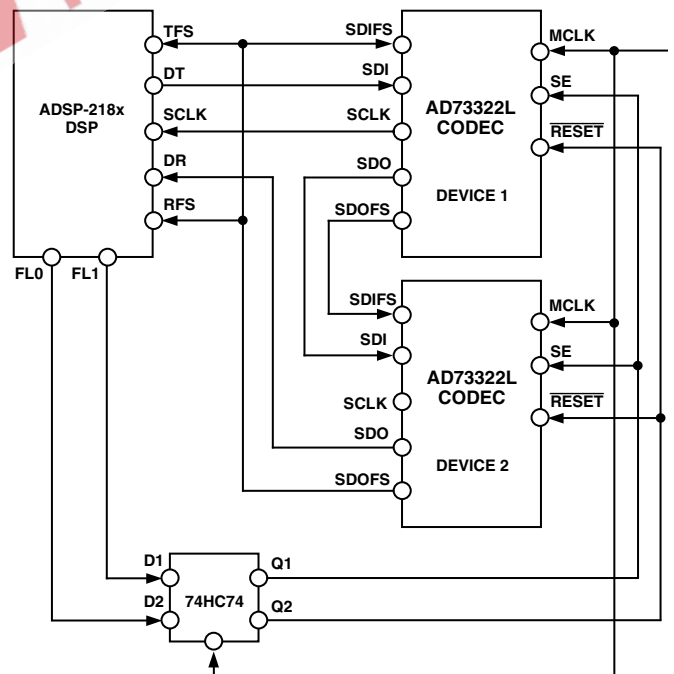 TFS
DT
SCLK
DR
RFS
ADSP-218x
DSP
FL0
FL1
SDIFS
SDI
SCLK
SDO
SDOFS
AD73322L
CODEC
DEVICE 1
MCLK
SE
RESET
SDIFS
SDI
SCLK
SDO
SDOFS
AD73322L
CODEC
DEVICE 2
MCLK
SE
RESET
D1
D2
74HC74
Q1
Q2